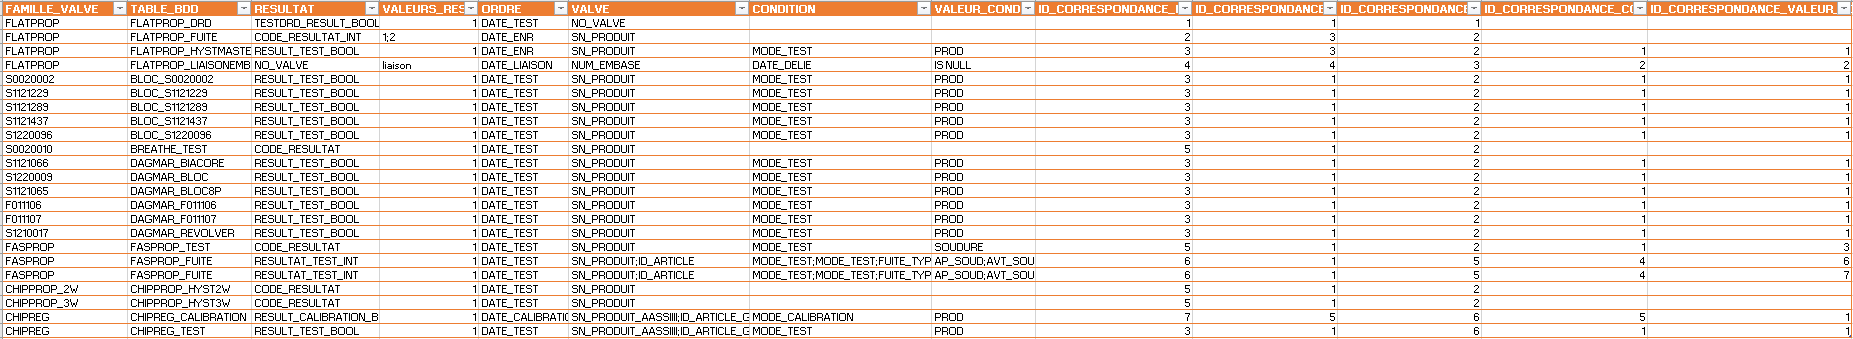 FAMILLE_VALVE TABLE_BDD RESULTAT VALEURS_RES ORDRE VALVE CONDITION VALEUR_COND ID_CORRESPONDANCE_ ID_CORRESPONDANCE ID_CORRESPONDANCE ID_CORRESPONDANCE_CO ID_CORRESPONDANCE_VALEUR_
FLATPROP FLATPROP_DRD TESTDRD_RESULT_BOOL 1 DATE_TEST NO_VALVE 1 1 1
FLATPROP FLATPROP_FUITE CODE_RESULTAT_INT 1;2 DATE_ENR SN_PRODUIT 2 3 2
FLATPROP FLATPROP_HYSTMASTE RESULT_TEST_BOOL 1 DATE_ENR SN_PRODUIT MODE_TEST PROD 3 3 2 1 1
FLATPROP FLATPROP_LIAISONEMB NO_VALVE liaison DATE_LIAISON NUM_EMBASE DATE_DELIE IS NULL 4 4 3 2 2
S0020002 BLOC_S0020002 RESULT_TEST_BOOL 1 DATE_TEST SN_PRODUIT MODE_TEST PROD 3 1 2 1 1
S1121229 BLOC_S1121229 RESULT_TEST_BOOL 1 DATE_TEST SN_PRODUIT MODE_TEST PROD 3 1 2 1 1
S1121289 BLOC_S1121289 RESULT_TEST_BOOL 1 DATE_TEST SN_PRODUIT MODE_TEST PROD 3 1 2 1 1
S1121437 BLOC_S1121437 RESULT_TEST_BOOL 1 DATE_TEST SN_PRODUIT MODE_TEST PROD 3 1 2 1 1
S1220096 BLOC_S1220096 RESULT_TEST_BOOL 1 DATE_TEST SN_PRODUIT MODE_TEST PROD 3 1 2 1 1
S0020010 BREATHE_TEST CODE_RESULTAT 1 DATE_TEST SN_PRODUIT 5 1 2
S1121066 DAGMAR_BIACORE RESULT_TEST_BOOL 1 DATE_TEST SN_PRODUIT MODE_TEST PROD 3 1 2 1 1
S1220009 DAGMAR_BLOC RESULT_TEST_BOOL 1 DATE_TEST SN_PRODUIT MODE_TEST PROD 3 1 2 1 1
S1121065 DAGMAR_BLOC8P RESULT_TEST_BOOL 1 DATE_TEST SN_PRODUIT MODE_TEST PROD 3 1 2 1 1
F011106 DAGMAR_F011106 RESULT_TEST_BOOL 1 DATE_TEST SN_PRODUIT MODE_TEST PROD 3 1 2 1 1
F011107 DAGMAR_F011107 RESULT_TEST_BOOL 1 DATE_TEST SN_PRODUIT MODE_TEST PROD 3 1 2 1 1
S1210017 DAGMAR_REVOLVER RESULT_TEST_BOOL 1 DATE_TEST SN_PRODUIT MODE_TEST PROD 3 1 2 1 1
FASPROP FASPROP_TEST CODE_RESULTAT 1 DATE_TEST SN_PRODUIT MODE_TEST SOUDURE 5 1 2 1 3
FASPROP FASPROP_FUITE RESULTAT_TEST_INT 1 DATE_TEST SN_PRODUIT;ID_ARTICLE MODE_TEST;MODE_TEST;FUITE_TYP AP_SOUD;AVT_SOU 6 1 5 4 6
FASPROP FASPROP_FUITE RESULTAT_TEST_INT 1 DATE_TEST SN_PRODUIT;ID_ARTICLE MODE_TEST;MODE_TEST;FUITE_TYP AP_SOUD;AVT_SOU 6 1 5 4 7
CHIPPROP_2W CHIPPROP_HYST2W CODE_RESULTAT 1 DATE_TEST SN_PRODUIT 5 1 2
CHIPPROP_3W CHIPPROP_HYST3W CODE_RESULTAT 1 DATE_TEST SN_PRODUIT 5 1 2
CHIPREG CHIPREG_CALIBRATION RESULT_CALIBRATION_B 1 DATE_CALIBRATIO SN_PRODUIT_AASSIIII;ID_ARTICLE_G MODE_CALIBRATION PROD 7 5 6 5 1
CHIPREG CHIPREG_TEST RESULT_TEST_BOOL 1 DATE_TEST SN_PRODUIT_AASSIIII;ID_ARTICLE_G MODE_TEST PROD 3 1 6 1 1